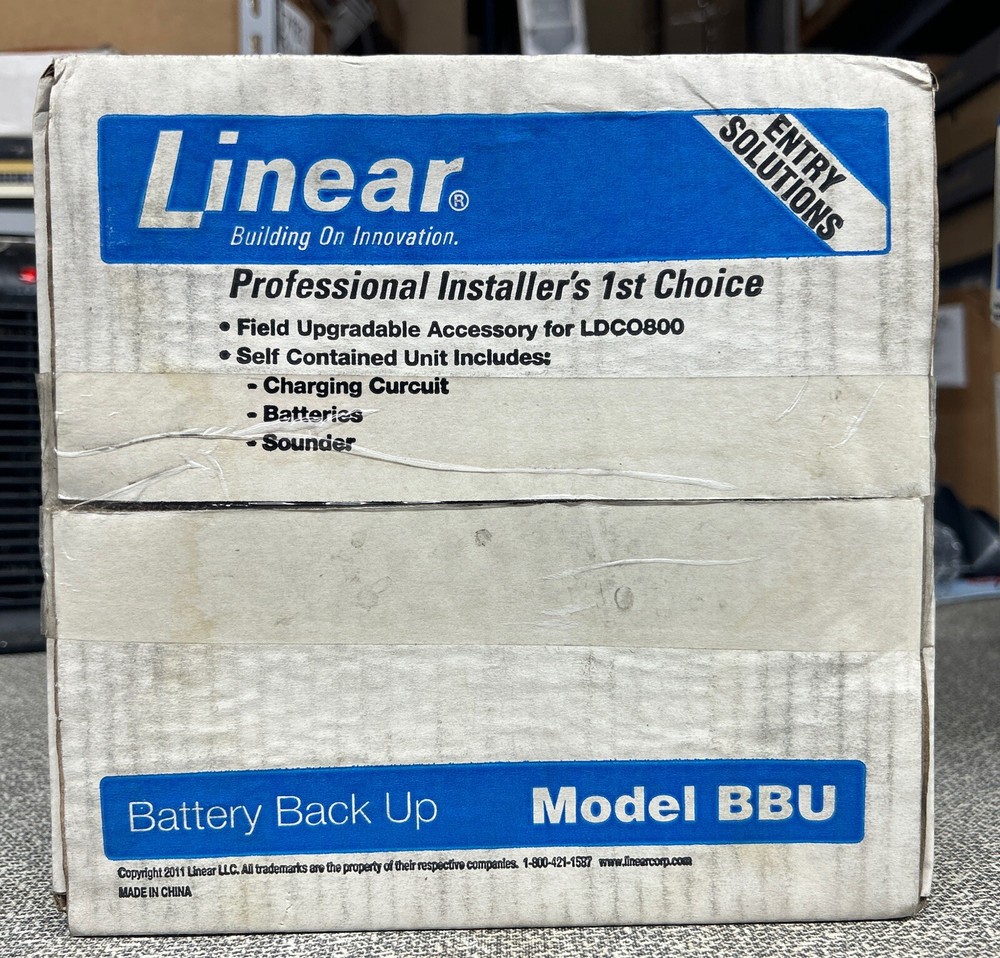 Linear®
Building On Innovation.
ENTRY
SOLUTIONS
Professional Installer's 1st Choice
• Field Upgradable Accessory for LDCO800
• Self Contained Unit Includes:
- Charging Curcuit
- Batteries
- Sounder
Battery Back Up
Model BBU
Copyright 2011 Linear LLC. All trademarks are the property of their respective companies. 1-800-421-1587 www.linearcorp.com
MADE IN CHINA